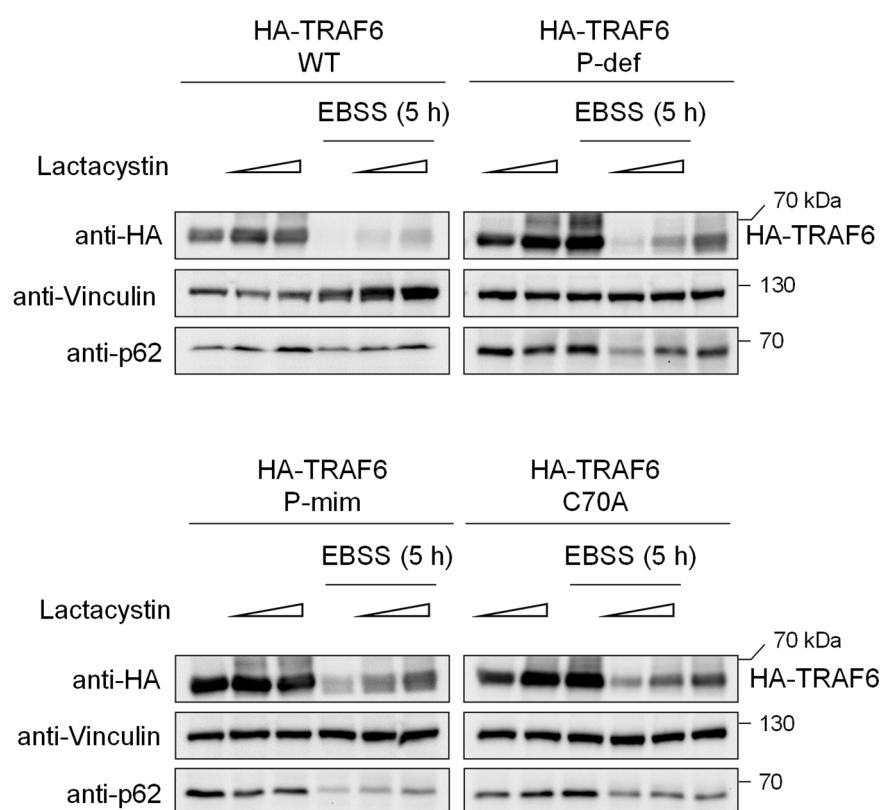 HA-TRAF6
WT
HA-TRAF6
P-def
EBSS (5 h)
EBSS (5 h)
Lactacystin
70 kDa
anti-HA
HA-TRAF6
anti-Vinculin
130
anti-p62
70
HA-TRAF6
P-mim
HA-TRAF6
C70A
EBSS (5 h)
EBSS (5 h)
Lactacystin
70 kDa
anti-HA
HA-TRAF6
anti-Vinculin
130
anti-p62
70